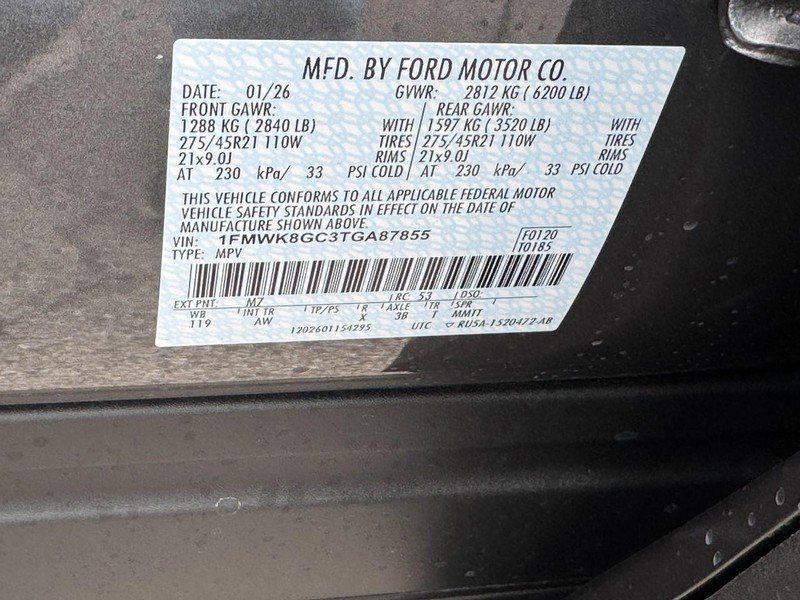 MFD. BY FORD MOTOR CO.
DATE: 01/26 GVWR: 2812 KG ( 6200 LB)
FRONT GAWR: REAR GAWR:
1288 KG ( 2840 LB) WITH 1597 KG ( 3520 LB) WITH
275/45R21 110W TIRES 275/45R21 110W TIRES
21x9.0J RIMS 21x9.0J RIMS
AT 230 kPa/ 33 PSI COLD AT 230 kPa/ 33 PSI COLD
THIS VEHICLE CONFORMS TO ALL APPLICABLE FEDERAL MOTOR
VEHICLE SAFETY STANDARDS IN EFFECT ON THE DATE OF
MANUFACTURE SHOWN ABOVE.
VIN: 1FMWK8GC3TGA87855 F0120
TYPE: MPV T0185
EXT PNT: M7 RC 53 DSO:
WB INT TR TP/PS R AXLE TR SPR
119 AW X 3B T MMTT
1202601154295 UTC ▽ RU5A-1520472-AB